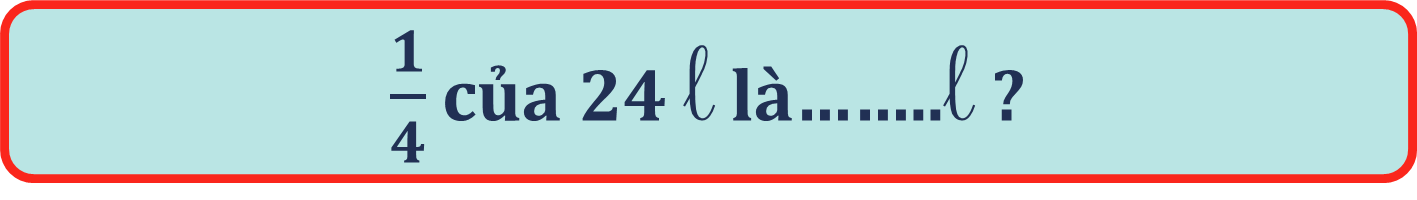 1/4 của 24 ℓ là……..ℓ ?